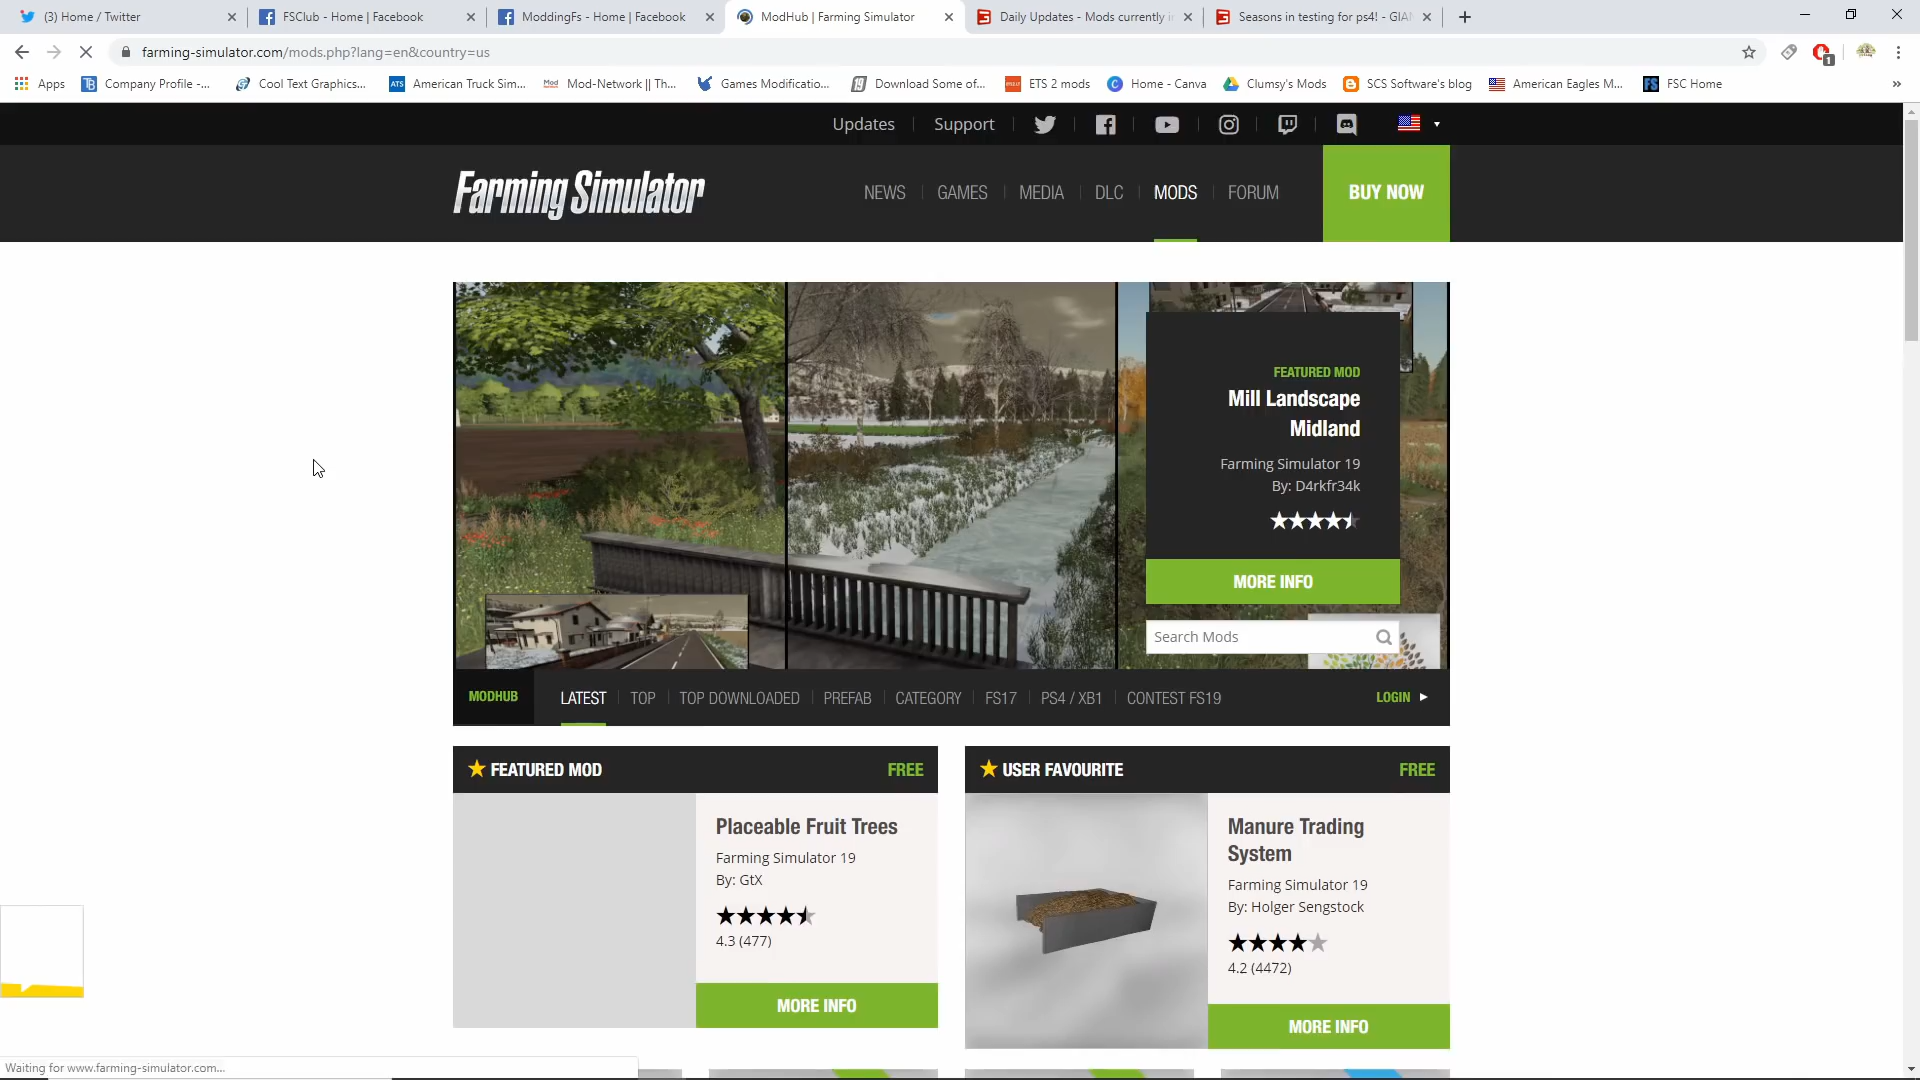 (3) Home / Twitter
FSClub - Home | Facebook
ModdingFs - Home | Facebook
ModHub | Farming Simulator
Daily Updates - Mods currently i
Seasons in testing for ps4! - GIA
farming-simulator.com/mods.php?lang=en&country=us
1
Apps
Company Profile -...
Cool Text Graphics...
ATS
American Truck Sim...
Mod
Mod-Network || Th...
Games Modificatio...
19
Download Some of...
ETS 2 mods
Home - Canva
Clumsy's Mods
SCS Software's blog
American Eagles M...
FS
FSC Home
»
Updates
Support
Farming Simulator
NEWS
GAMES
MEDIA
DLC
MODS
FORUM
BUY NOW
FEATURED MOD
Mill Landscape
Midland
Farming Simulator 19
By: D4rkfr34k
MORE INFO
Search Mods
MODHUB
LATEST
TOP
TOP DOWNLOADED
PREFAB
CATEGORY
FS17
PS4 / XB1
CONTEST FS19
LOGIN
FEATURED MOD
FREE
Placeable Fruit Trees
Farming Simulator 19
By: GtX
4.3 (477)
MORE INFO
USER FAVOURITE
FREE
Manure Trading
System
Farming Simulator 19
By: Holger Sengstock
4.2 (4472)
MORE INFO
Waiting for www.farming-simulator.com...